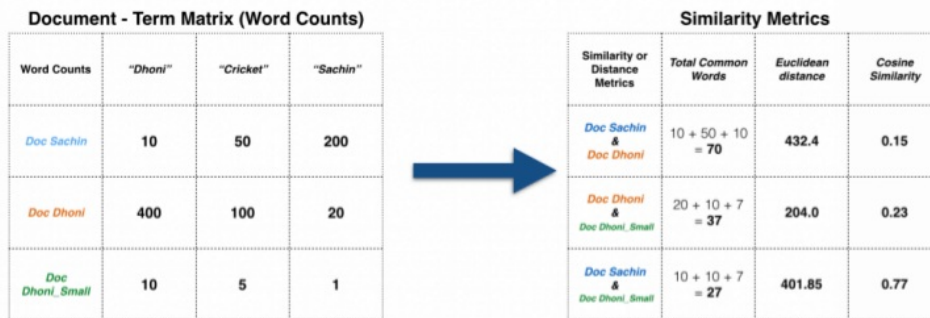 Document - Term Matrix (Word Counts)
Word Counts "Dhoni" "Cricket" "Sachin"
Doc Sachin 10 50 200
Doc Dhoni 400 100 20
Doc
Dhoni_Small 10 5 1
Similarity Metrics
Similarity or
Distance
Metrics
Total Common
Words
Euclidean
distance
Cosine
Similarity
Doc Sachin
&
Doc Dhoni
10 + 50 + 10
= 70
432.4
0.15
Doc Dhoni
&
Doc Dhoni_Small
20 + 10 + 7
= 37
204.0
0.23
Doc Sachin
&
Doc Dhoni_Small
10 + 10 + 7
= 27
401.85
0.77